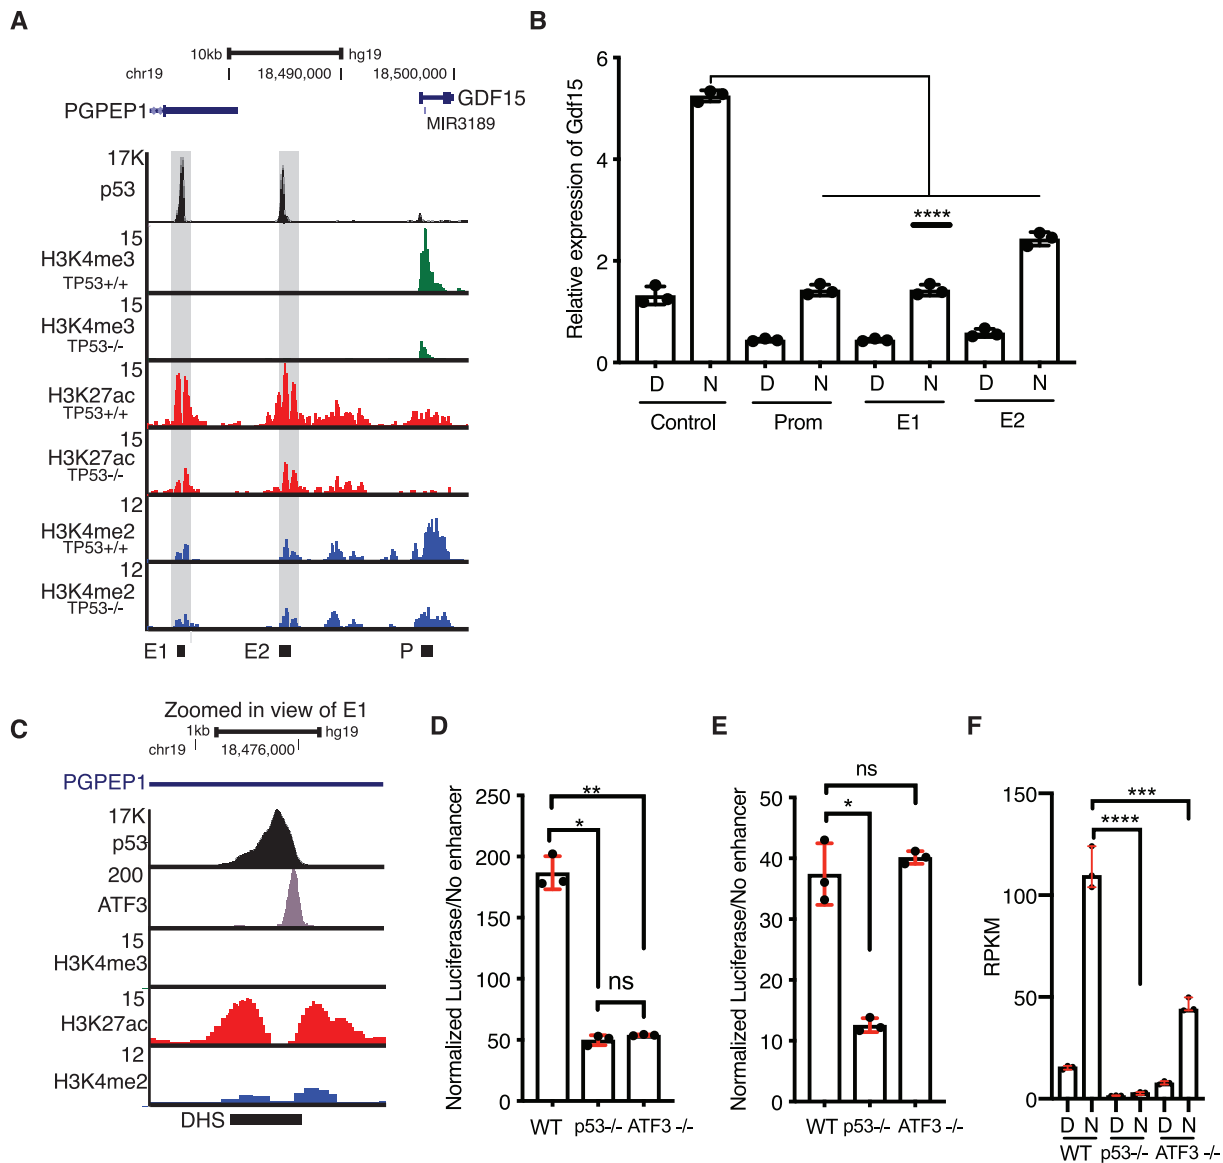 A
10kb hg19
chr19 18,490,000 18,500,000
PGPEP1 GDF15
MIR3189
17K
p53
15
H3K4me3
TP53+/+
15
H3K4me3
TP53-/-
15
H3K27ac
TP53+/+
15
H3K27ac
TP53-/-
12
H3K4me2
TP53+/+
12
H3K4me2
TP53-/-
E1 E2 P
B
Relative expression of Gdf15
6
4
2
0
****
D N D N D N D N
Control Prom E1 E2
C
Zoomed in view of E1
1kb hg19
chr19 18,476,000
PGPEP1
17K
p53
200
ATF3
15
H3K4me3
15
H3K27ac
12
H3K4me2
DHS
D
Normalized Luciferase/No enhancer
250
200
150
100
50
0
**
*
ns
WT p53-/- ATF3 -/-
E
Normalized Luciferase/No enhancer
50
40
30
20
10
0
ns
*
WT p53-/- ATF3 -/-
F
RPKM
150
100
50
0
***
****
D N D N D N
WT p53-/- ATF3 -/-